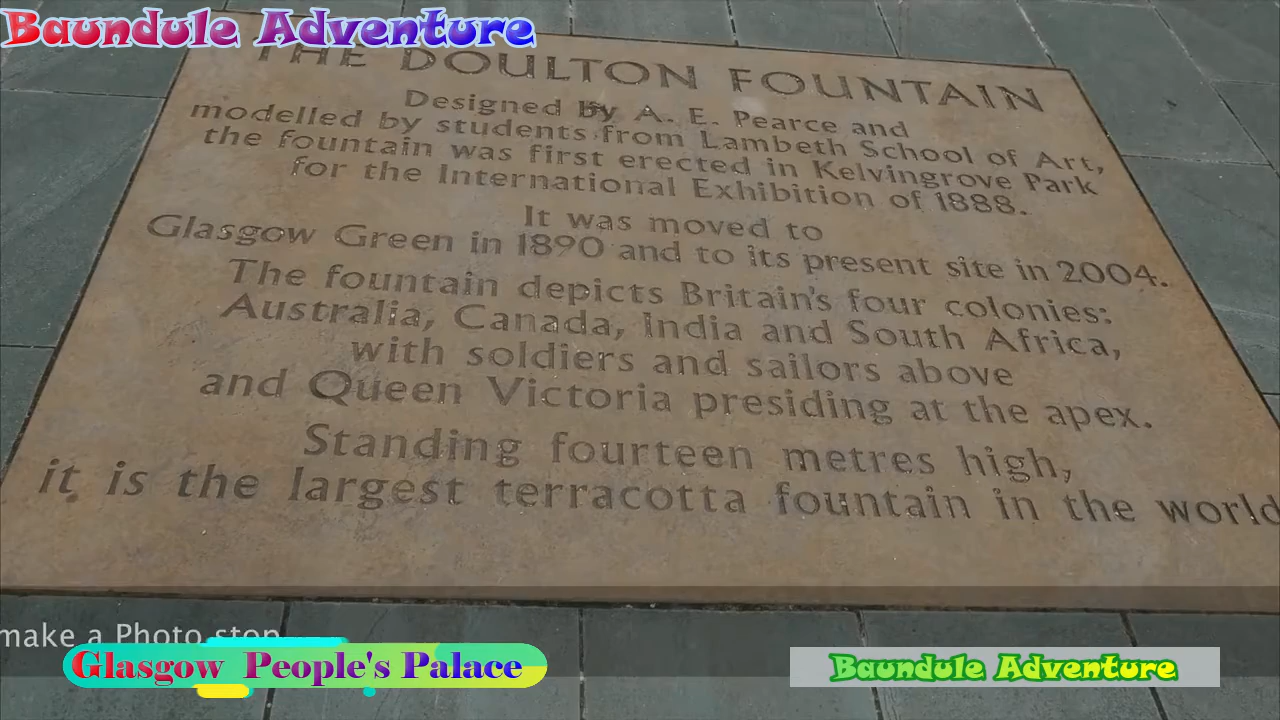 Baundule Adventure
THE DOULTON FOUNTAIN
Designed by A. E. Pearce and
modelled by students from Lambeth School of Art,
the fountain was first erected in Kelvingrove Park
for the International Exhibition of 1888.
It was moved to
Glasgow Green in 1890 and to its present site in 2004.
The fountain depicts Britain's four colonies:
Australia, Canada, India and South Africa,
with soldiers and sailors above
and Queen Victoria presiding at the apex.
Standing fourteen metres high,
it is the largest terracotta fountain in the world
make a Photo stop
Glasgow People's Palace
Baundule Adventure